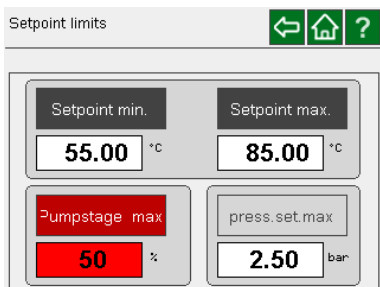 Setpoint limits
?
Setpoint min.
Setpoint max.
55.00 °C
85.00 °C
Pumpstage max
press.set.max
50 %
2.50 bar